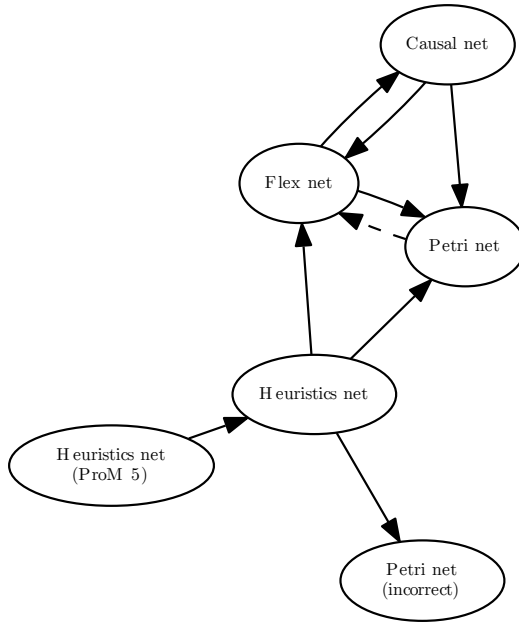 Causal net
Flex net
Petri net
Heuristics net
Heuristics net
(ProM 5)
Petri net
(incorrect)